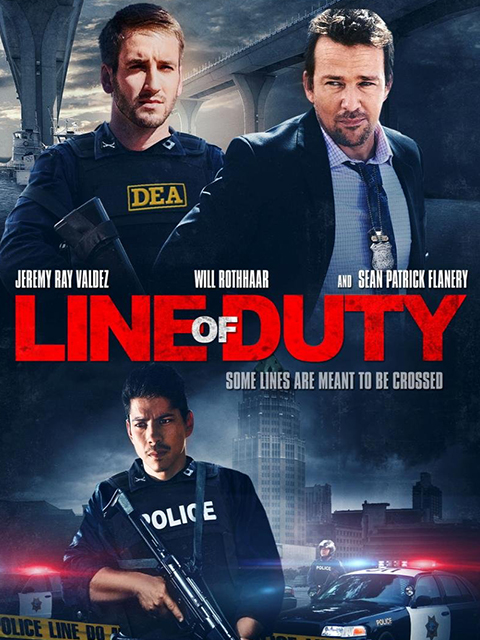 DEA
JEREMY RAY VALDEZ WILL ROTHHAAR AND SEAN PATRICK FLANERY
LINE OF DUTY
SOME LINES ARE MEANT TO BE CROSSED
POLICE
POLICE
POLICE
POLICE LINE DO